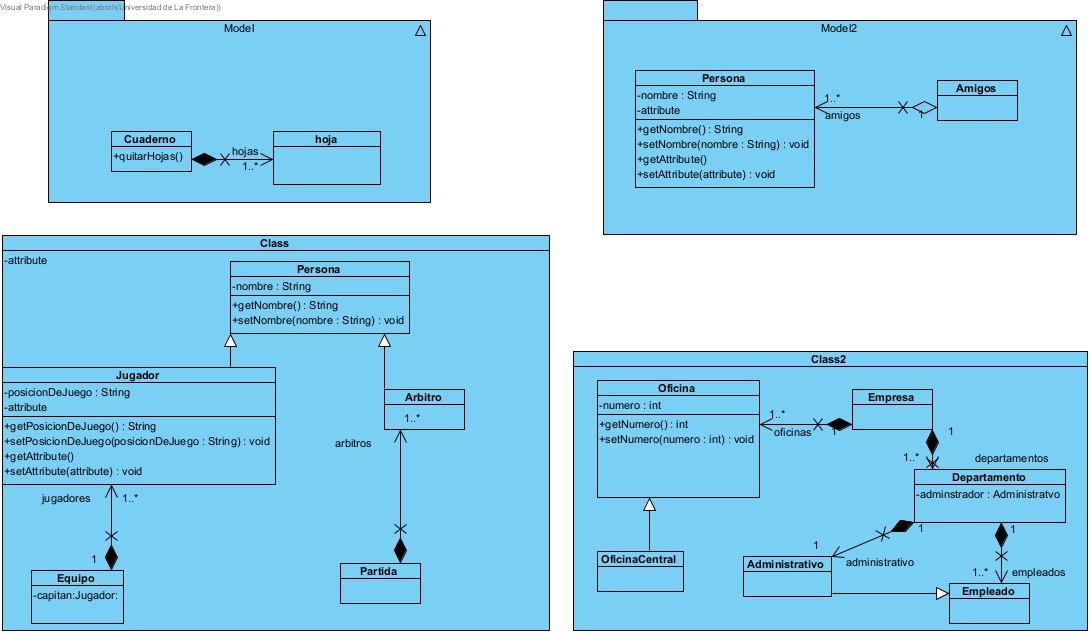 Visual Paradigm Standard(abrah(Universidad de La Frontera))
Model
Cuaderno
+quitarHojas()
hojas
1..*
hoja
Model2
Persona
-nombre : String
-attribute
+getNombre() : String
+setNombre(nombre : String) : void
+getAttribute()
+setAttribute(attribute) : void
1..*
amigos
1
Amigos
Class
-attribute
Persona
-nombre : String
+getNombre() : String
+setNombre(nombre : String) : void
Jugador
-posicionDeJuego : String
-attribute
+getPosicionDeJuego() : String
+setPosicionDeJuego(posicionDeJuego : String) : void
+getAttribute()
+setAttribute(attribute) : void
Arbitro
1..*
arbitros
jugadores
1..*
1
Equipo
-capitan:Jugador:
Partida
Class2
Oficina
-numero : int
+getNumero() : int
+setNumero(numero : int) : void
1..*
oficinas
1
Empresa
1
1..*
departamentos
Departamento
-adminstrador : Administratvo
1
1
1
administrativo
OficinaCentral
Administrativo
1..*
empleados
Empleado